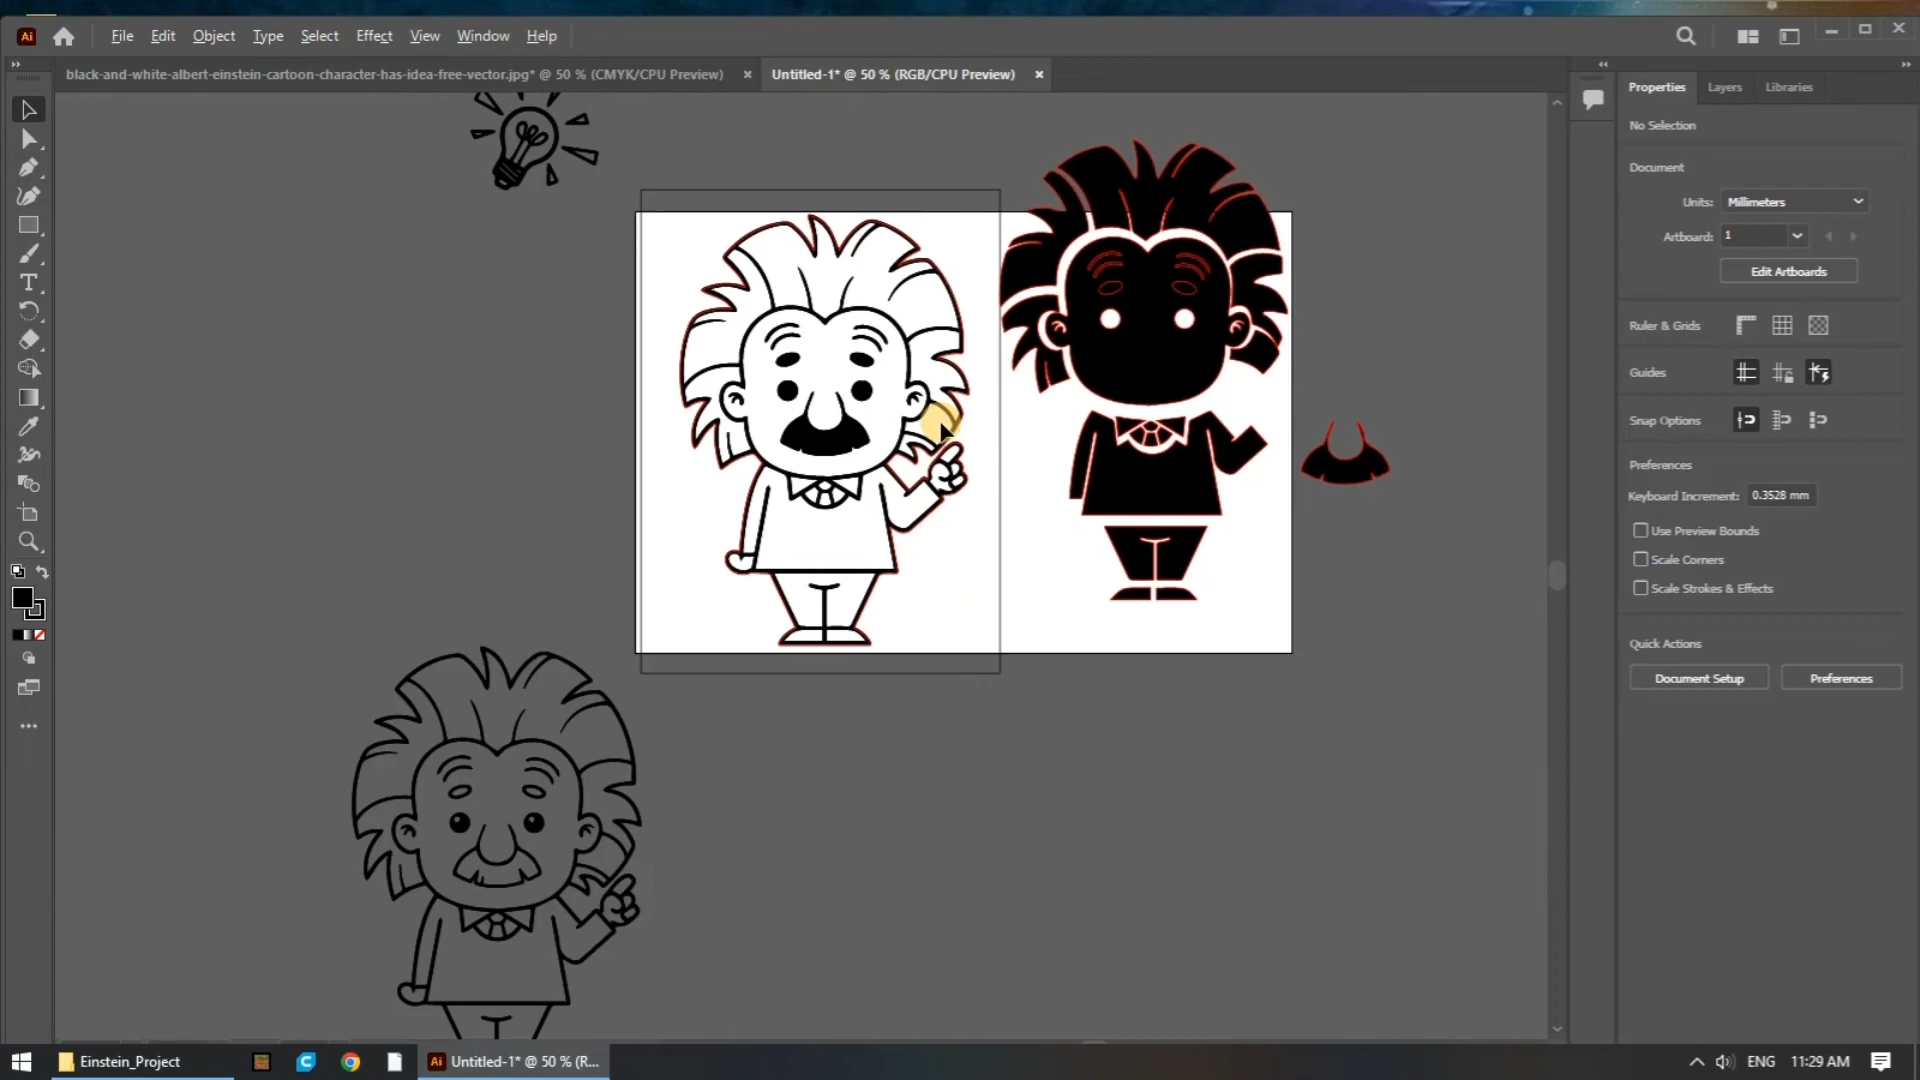 Ai File Edit Object Type Select Effect View Window Help
black-and-white-albert-einstein-cartoon-character-has-idea-free-vector.jpg* @ 50 % (CMYK/CPU Preview) × Untitled-1* @ 50 % (RGB/CPU Preview) ×
Properties Layers Libraries
No Selection
Document
Units: Millimeters
Artboard: 1
Edit Artboards
Ruler & Grids
Guides
Snap Options
Preferences
Keyboard Increment: 0.3528 mm
Use Preview Bounds
Scale Corners
Scale Strokes & Effects
Quick Actions
Document Setup Preferences
Einstein_Project Ai Untitled-1* @ 50 % (R... ENG 11:29 AM